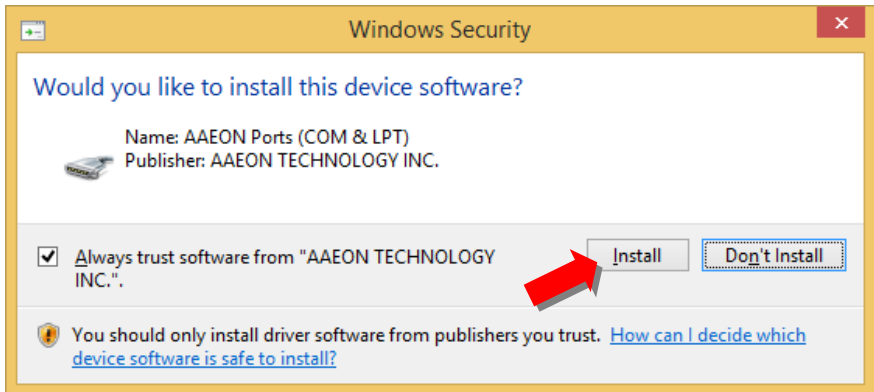 Windows Security
Would you like to install this device software?
Name: AAEON Ports (COM & LPT)
Publisher: AAEON TECHNOLOGY INC.
Always trust software from "AAEON TECHNOLOGY
INC.".
Install
Don't Install
You should only install driver software from publishers you trust. How can I decide which
device software is safe to install?